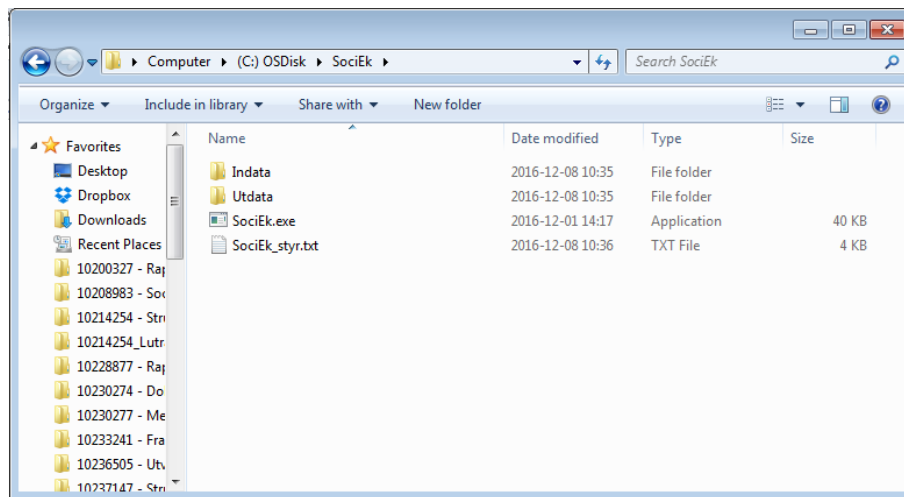 Computer (C:) OSDisk SociEk Search SociEk
Organize Include in library Share with New folder
Name Date modified Type Size
Favorites
Desktop
Dropbox
Downloads
Recent Places
10200327 - Rap
10208983 - Soc
10214254 - Stru
10214254_Lutr
10228877 - Rap
10230274 - Do
10230277 - Me
10233241 - Fra
10236505 - Utv
10237147 - Stru
Indata 2016-12-08 10:35 File folder
Utdata 2016-12-08 10:35 File folder
SociEk.exe 2016-12-01 14:17 Application 40 KB
SociEk_styr.txt 2016-12-08 10:36 TXT File 4 KB